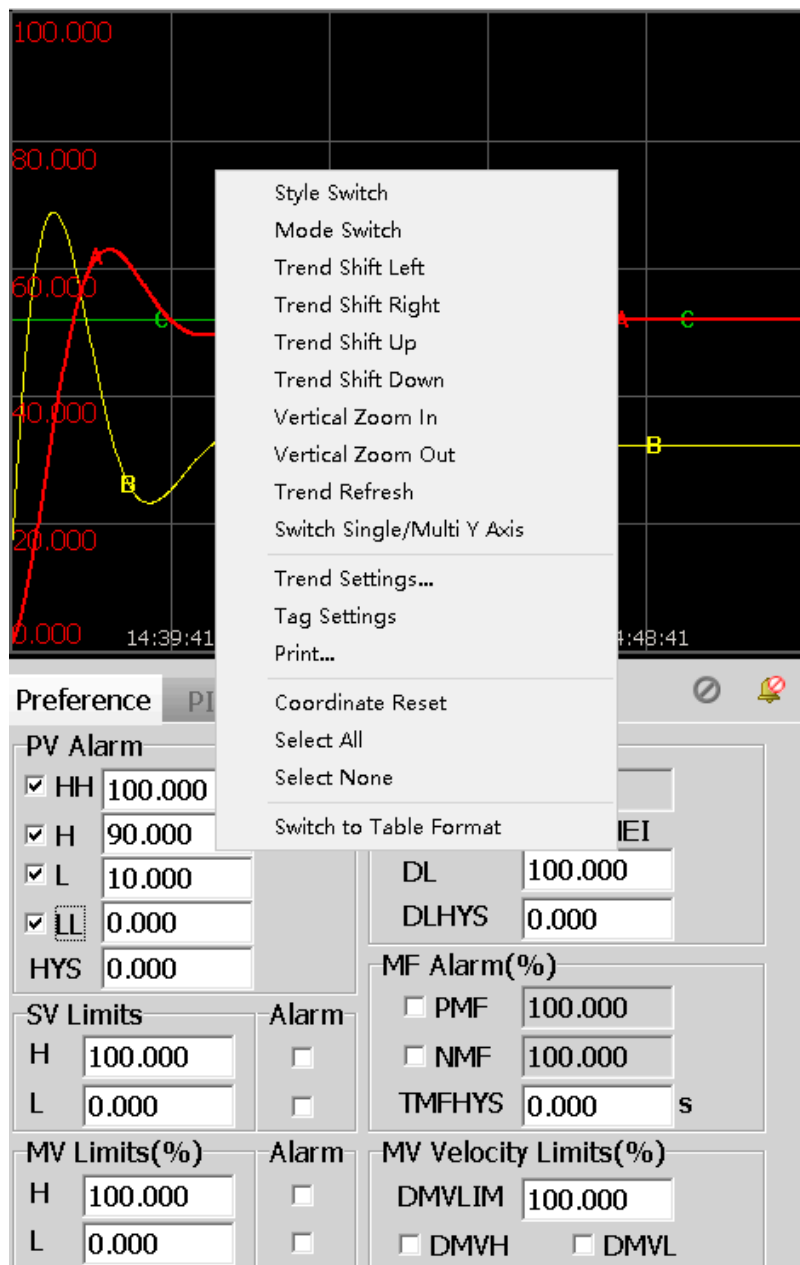 100.000
80.000
60.000
40.000
20.000
0.000
14:39:41
4:48:41
A
C
B
A
C
B
Style Switch
Mode Switch
Trend Shift Left
Trend Shift Right
Trend Shift Up
Trend Shift Down
Vertical Zoom In
Vertical Zoom Out
Trend Refresh
Switch Single/Multi Y Axis
Trend Settings...
Tag Settings
Print...
Coordinate Reset
Select All
Select None
Switch to Table Format
Preference PI
PV Alarm
HH 100.000
H 90.000
L 10.000
LL 0.000
HYS 0.000
SV Limits Alarm
H 100.000
L 0.000
MV Limits(%) Alarm
H 100.000
L 0.000
DL 100.000
DLHYS 0.000
MF Alarm(%)
PMF 100.000
NMF 100.000
TMFHYS 0.000 s
MV Velocity Limits(%)
DMVLIM 100.000
DMVH DMVL